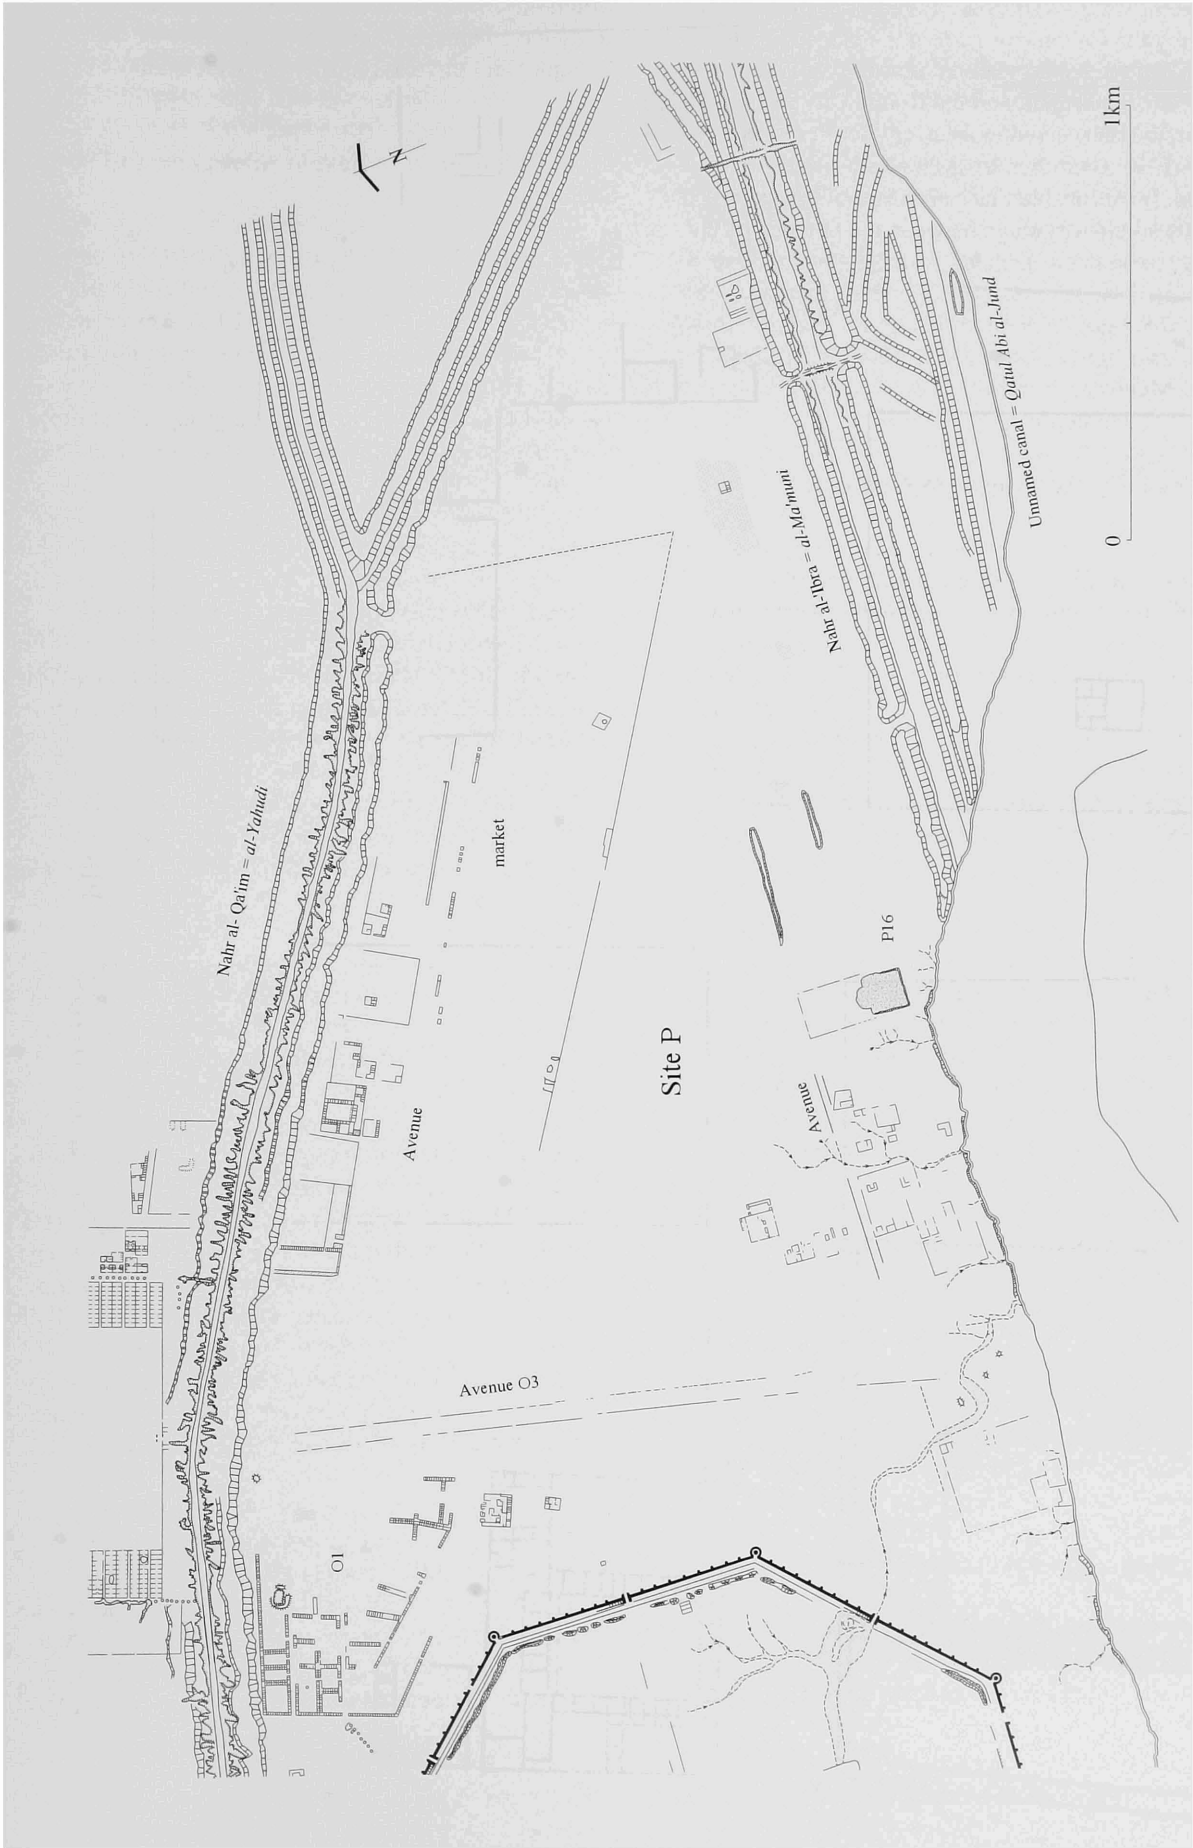 N
1km
0
Nahr al-Qa'im = al-Yahudi
Nahr al-'Ibra = al-Ma'muni
Unnamed canal = Qatul Abi al-Jund
market
P16
Site P
Avenue
Avenue
Avenue O3
O1